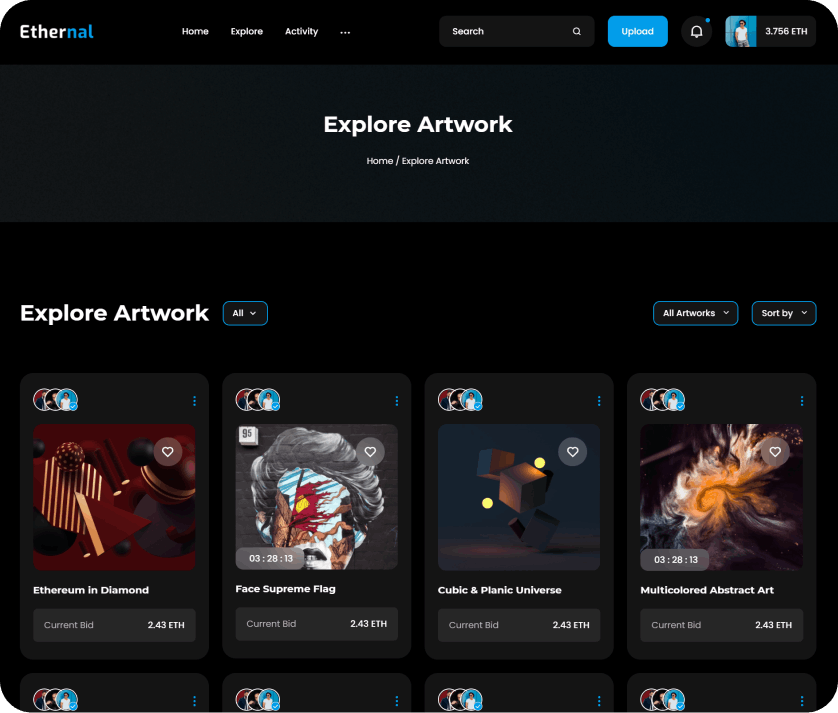 Ethernal
Home Explore Activity ...
Search
Upload
3.756 ETH
Explore Artwork
Home / Explore Artwork
Explore Artwork
All
All Artworks
Sort by
95
03 : 28 : 13
03 : 28 : 13
Ethereum in Diamond
Face Supreme Flag
Cubic & Planic Universe
Multicolored Abstract Art
Current Bid 2.43 ETH
Current Bid 2.43 ETH
Current Bid 2.43 ETH
Current Bid 2.43 ETH